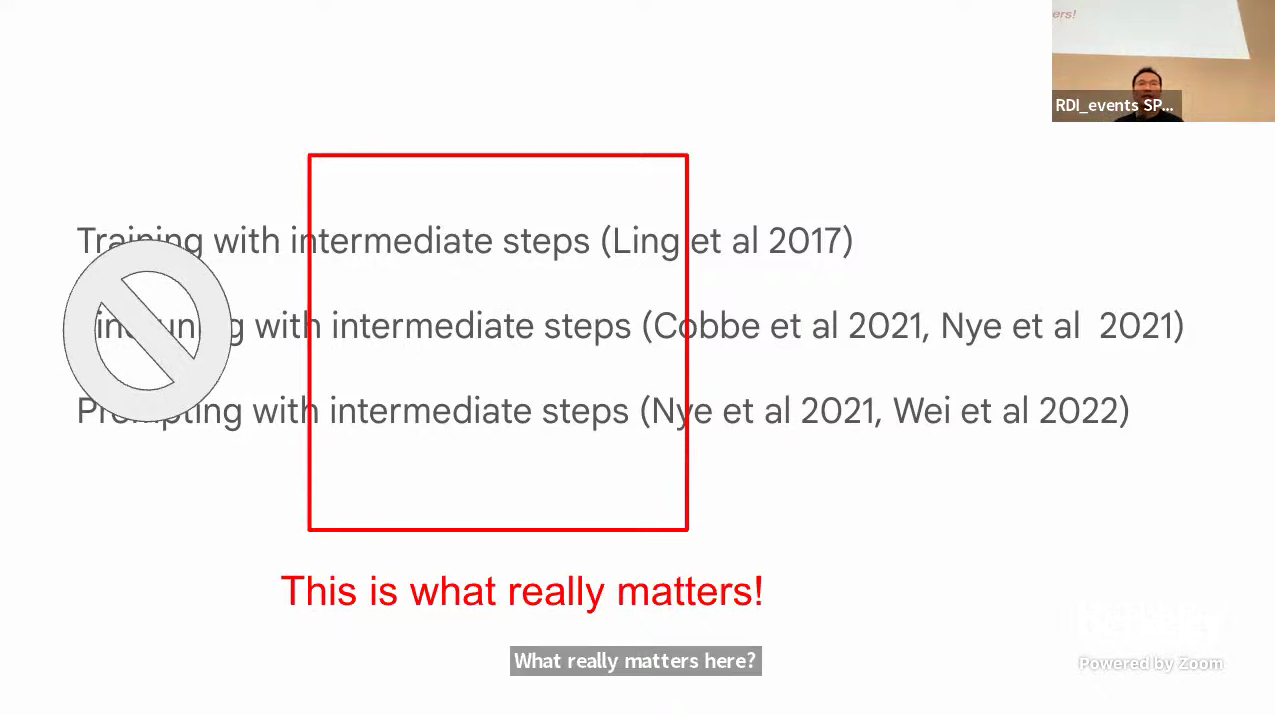 ers!
RDI_events SP...
Training with intermediate steps (Ling et al 2017)
with intermediate steps (Cobbe et al 2021, Nye et al 2021)
Prompting with intermediate steps (Nye et al 2021, Wei et al 2022)
This is what really matters!
What really matters here?
Powered by Zoom